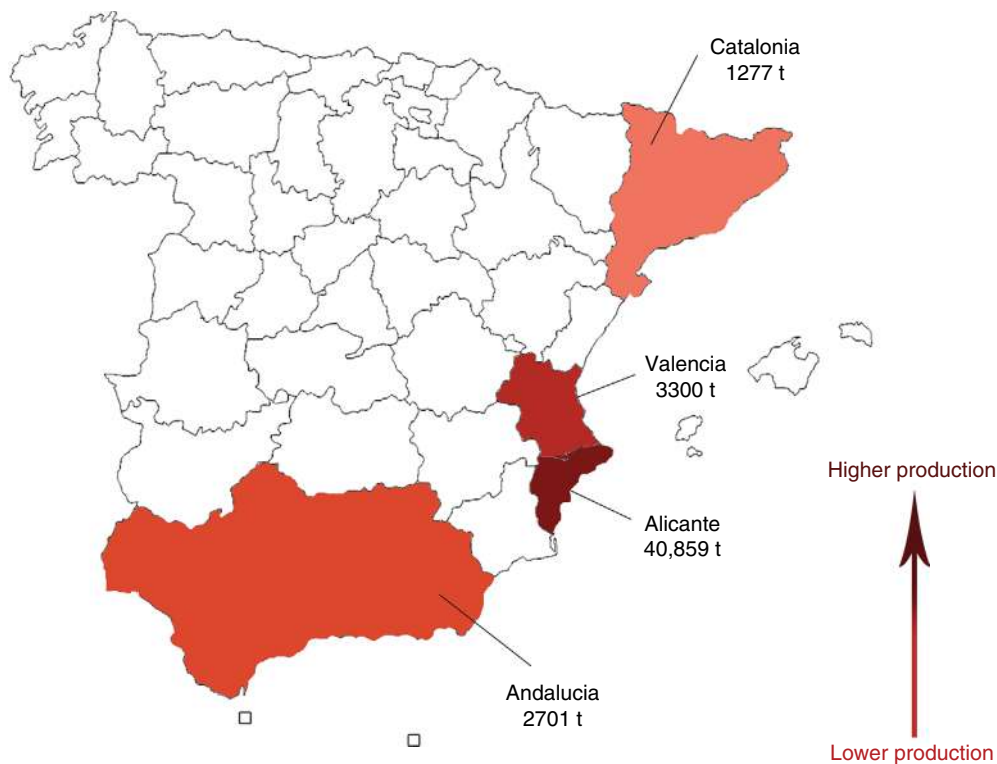 Catalonia
1277 t
Valencia
3300 t
Higher production
Alicante
40,859 t
Andalucia
2701 t
Lower production